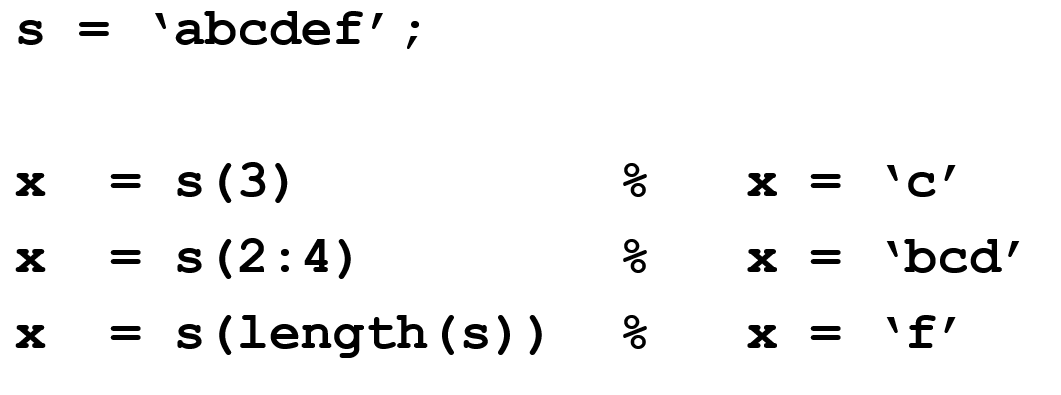 s = ‘abcdef’;
x = s(3) % x = ‘c’
x = s(2:4) % x = ‘bcd’
x = s(length(s)) % x = ‘f’